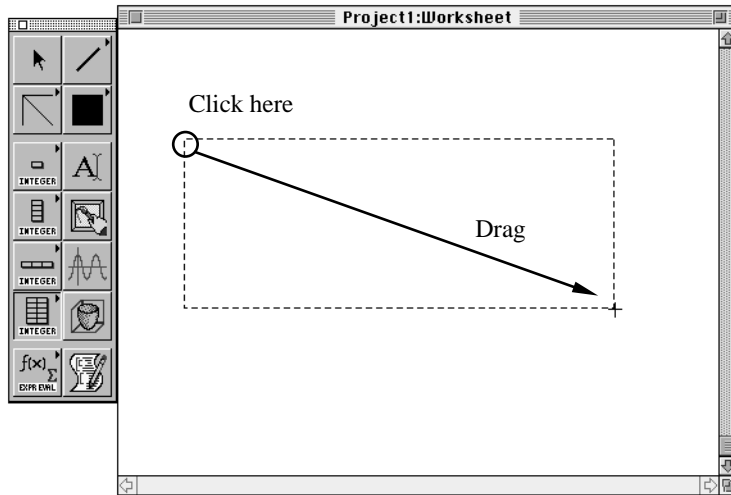 Project1:Worksheet
Click here
Drag
A
INTEGER
INTEGER
INTEGER
INTEGER
f(x) Σ
EXPR EVAL